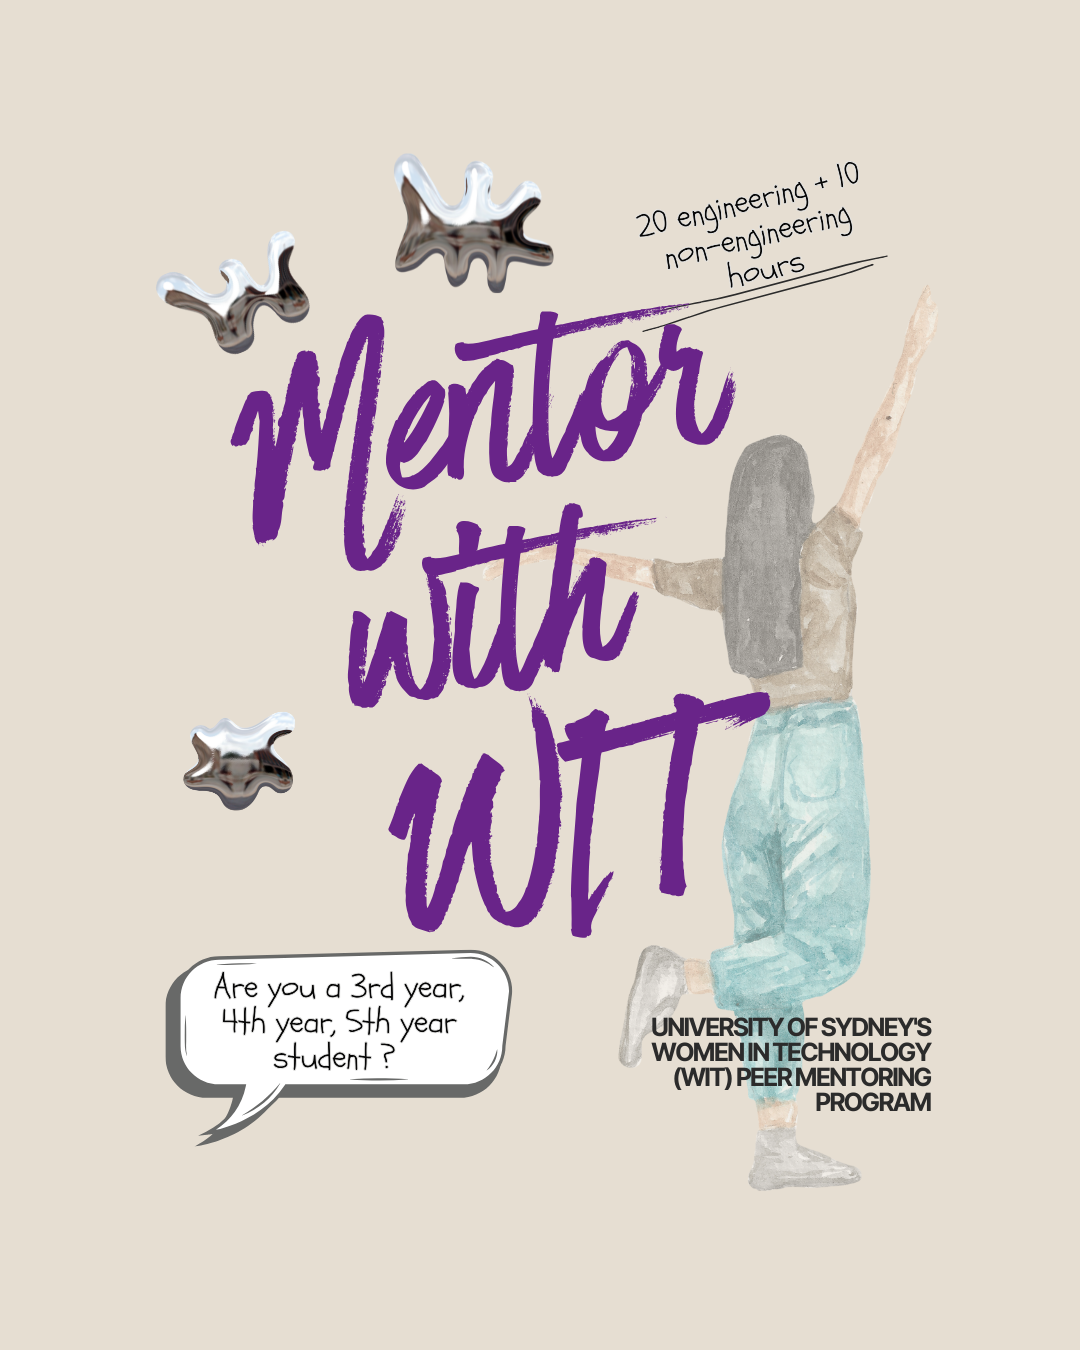 20 engineering + 10
non-engineering
hours
Mentor
with
WIT
Are you a 3rd year,
4th year, 5th year
student ?
UNIVERSITY OF SYDNEY'S
WOMEN IN TECHNOLOGY
(WIT) PEER MENTORING
PROGRAM